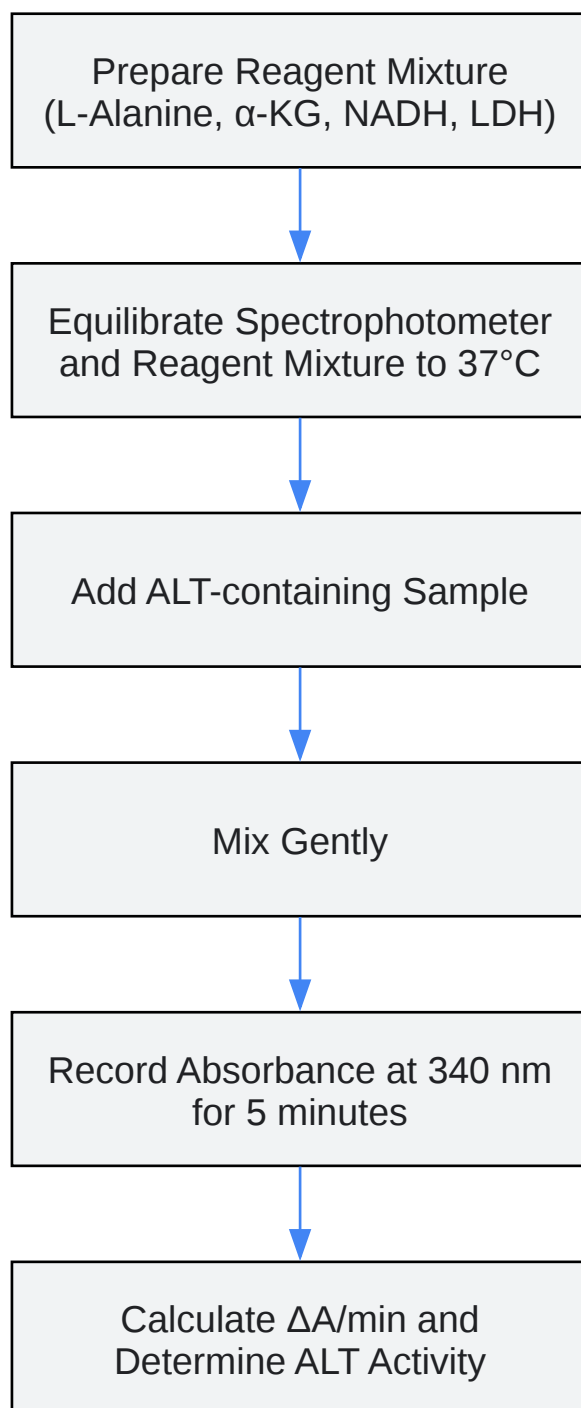 Prepare Reagent Mixture
(L-Alanine, α-KG, NADH, LDH)
Equilibrate Spectrophotometer
and Reagent Mixture to 37°C
Add ALT-containing Sample
Mix Gently
Record Absorbance at 340 nm
for 5 minutes
Calculate ΔA/min and
Determine ALT Activity